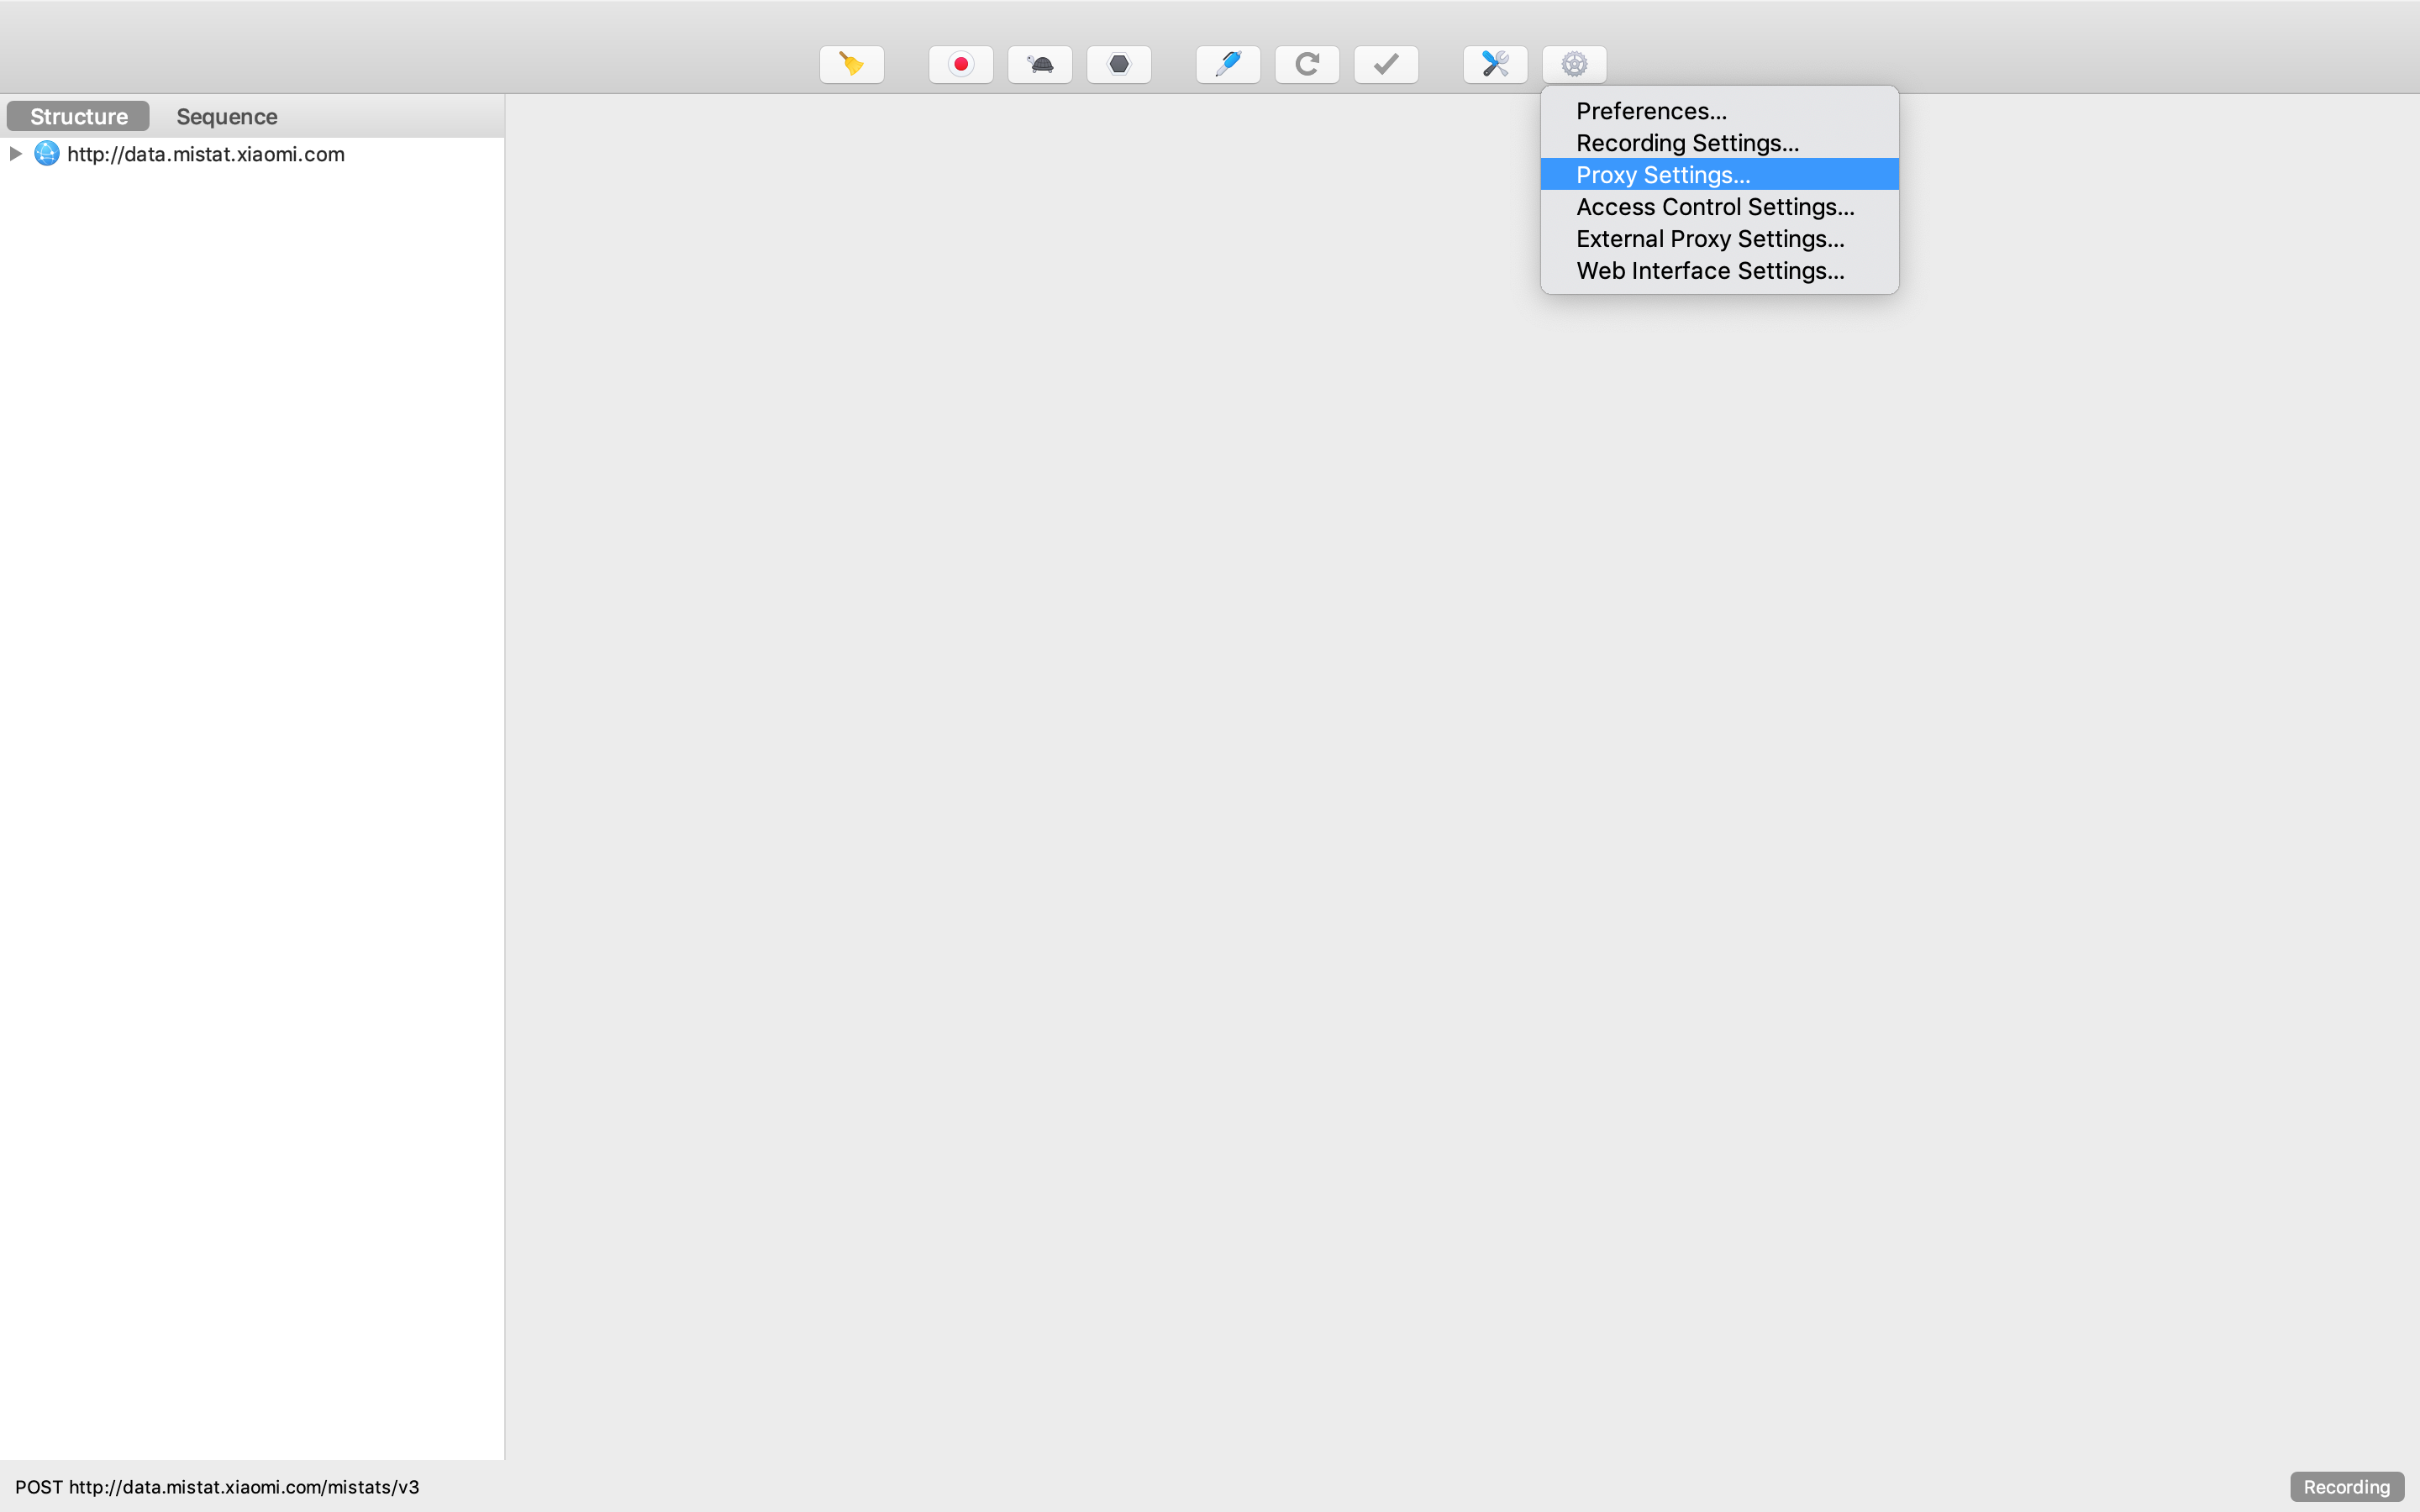 Structure
Sequence
http://data.mistat.xiaomi.com
Preferences...
Recording Settings...
Proxy Settings...
Access Control Settings...
External Proxy Settings...
Web Interface Settings...
POST http://data.mistat.xiaomi.com/mistats/v3
Recording